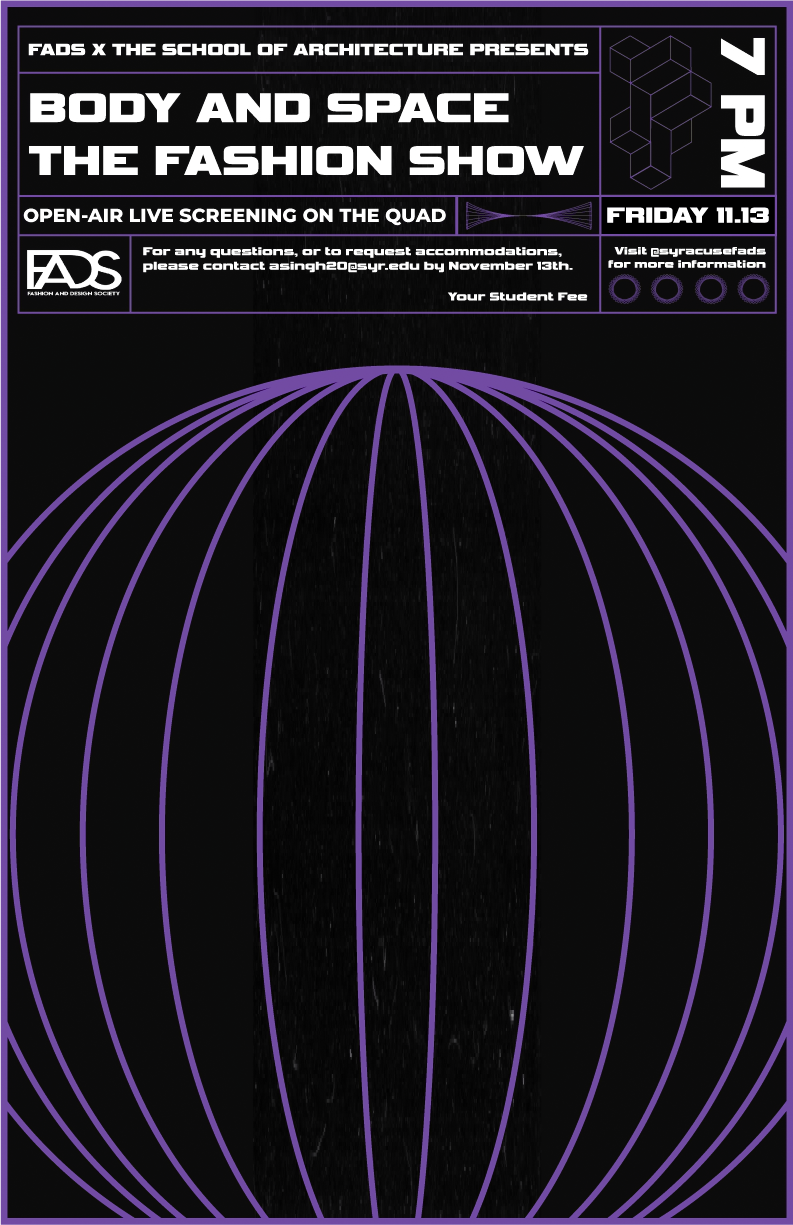 FADS X THE SCHOOL OF ARCHITECTURE PRESENTS
7 PM
BODY AND SPACE
THE FASHION SHOW
OPEN-AIR LIVE SCREENING ON THE QUAD
FRIDAY 11.13
FADS
FASHION AND DESIGN SOCIETY
For any questions, or to request accommodations,
please contact asingh20@syr.edu by November 13th.
Your Student Fee
Visit @syracusefads
for more information